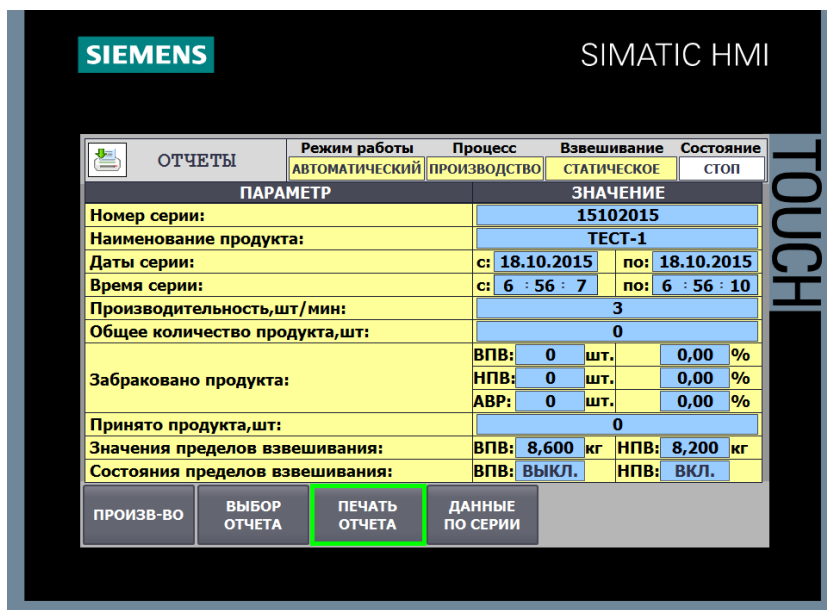 SIEMENS
SIMATIC HMI
TOUCH
ОТЧЕТЫ
Режим работы Процесс Взвешивание Состояние
АВТОМАТИЧЕСКИЙ ПРОИЗВОДСТВО СТАТИЧЕСКОЕ СТОП
ПАРАМЕТР ЗНАЧЕНИЕ
Номер серии: 15102015
Наименование продукта: ТЕСТ-1
Даты серии: с: 18.10.2015 по: 18.10.2015
Время серии: с: 6 : 56 : 7 по: 6 : 56 : 10
Производительность,шт/мин: 3
Общее количество продукта,шт: 0
Забраковано продукта:
ВПВ: 0 шт. 0,00 %
НПВ: 0 шт. 0,00 %
АВР: 0 шт. 0,00 %
Принято продукта,шт: 0
Значения пределов взвешивания: ВПВ: 8,600 кг НПВ: 8,200 кг
Состояния пределов взвешивания: ВПВ: ВЫКЛ. НПВ: ВКЛ.
ПРОИЗВ-ВО
ВЫБОР
ОТЧЕТА
ПЕЧАТЬ
ОТЧЕТА
ДАННЫЕ
ПО СЕРИИ